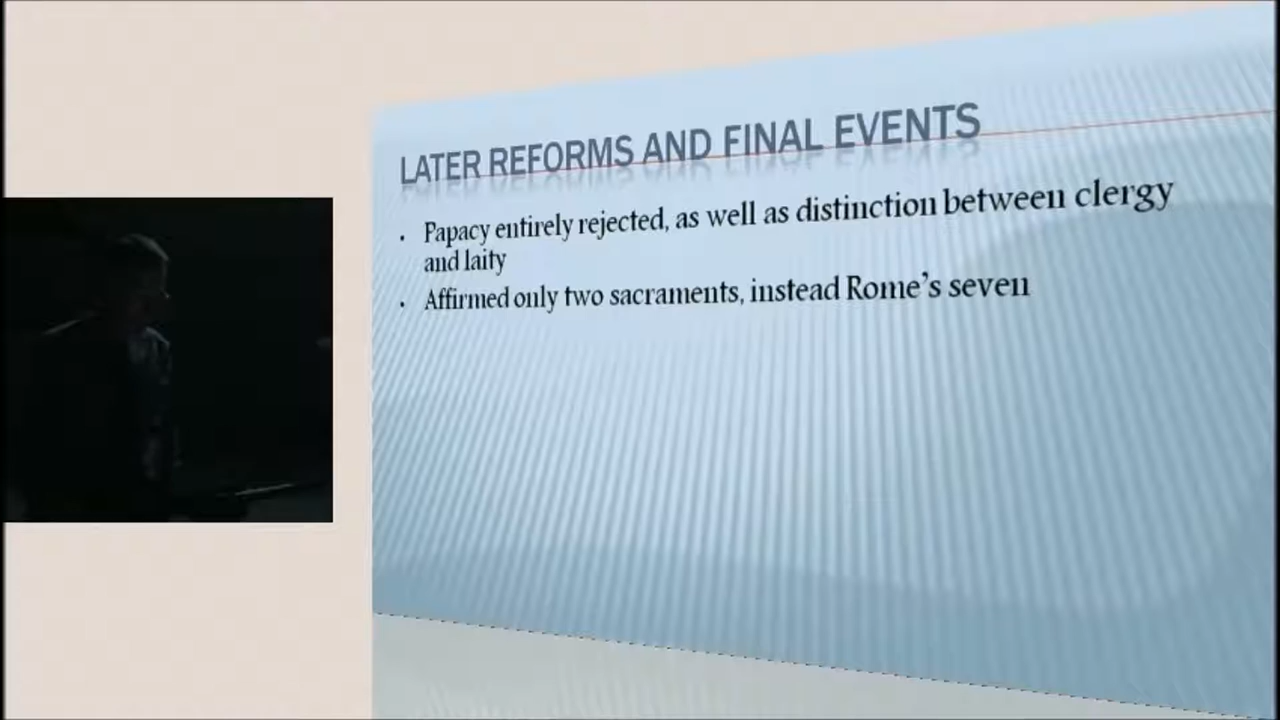 LATER REFORMS AND FINAL EVENTS
• Papacy entirely rejected, as well as distinction between clergy
and laity
• Affirmed only two sacraments, instead Rome's seven